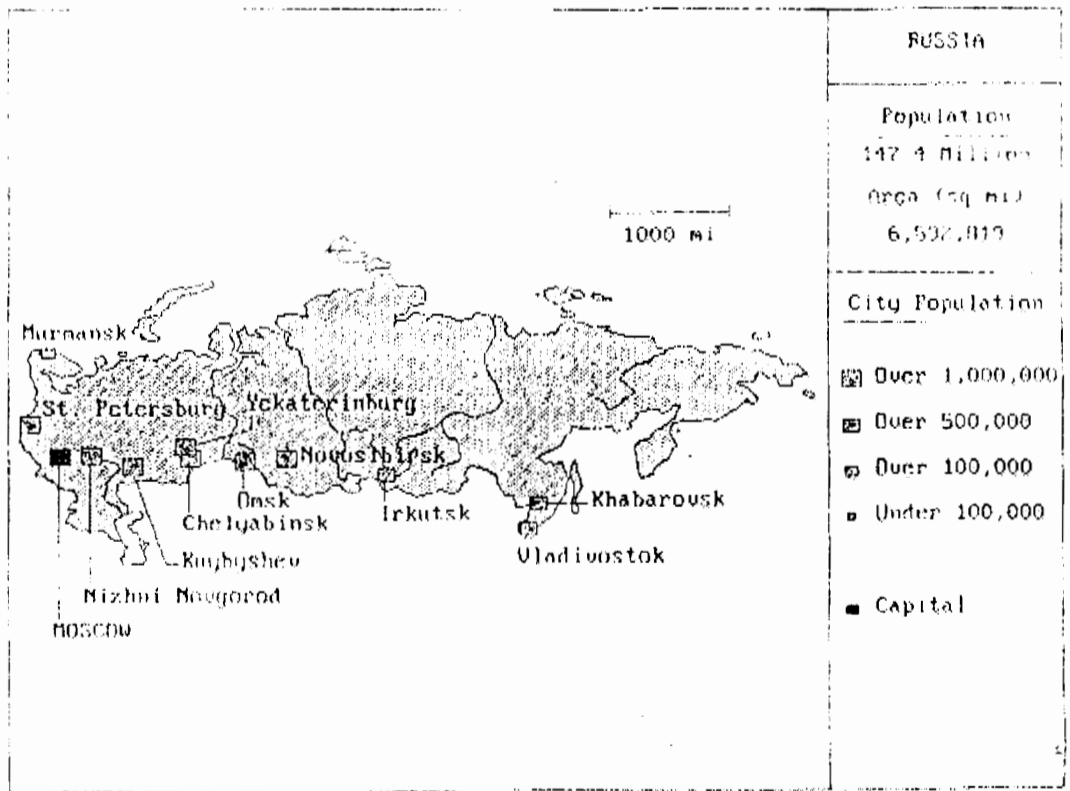 RUSSIA
Population
147.4 Million
Area (sq mi)
6,592,819
1000 mi
City Population
Over 1,000,000
Over 500,000
Over 100,000
Under 100,000
Capital
Murmansk
St. Petersburg
Yekaterinburg
Novosibirsk
Omsk
Irkutsk
Khabarovsk
Chelyabinsk
Vladivostok
Kuybyshev
Nizhni Novgorod
MOSCOW